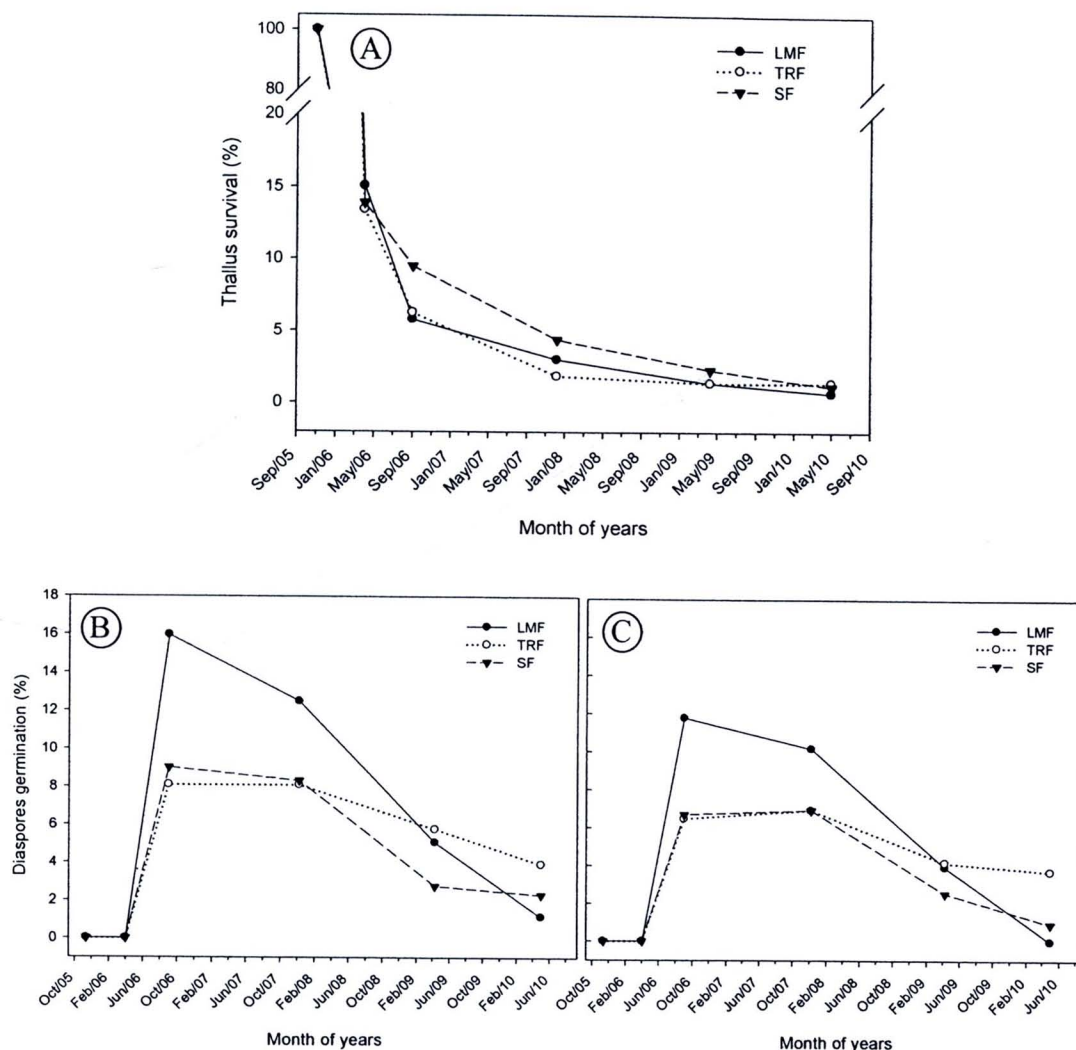 A
LMF
TRF
SF
100
80
20
15
10
5
0
Thallus survival (%)
Sep/05
Jan/06
May/06
Sep/06
Jan/07
May/07
Sep/07
Jan/08
May/08
Sep/08
Jan/09
May/09
Sep/09
Jan/10
May/10
Sep/10
Month of years
B
LMF
TRF
SF
18
16
14
12
10
8
6
4
2
0
Diaspores germination (%)
Oct/05
Feb/06
Jun/06
Oct/06
Feb/07
Jun/07
Oct/07
Feb/08
Jun/08
Oct/08
Feb/09
Jun/09
Oct/09
Feb/10
Jun/10
Month of years
C
LMF
TRF
SF
Oct/05
Feb/06
Jun/06
Oct/06
Feb/07
Jun/07
Oct/07
Feb/08
Jun/08
Oct/08
Feb/09
Jun/09
Oct/09
Feb/10
Jun/10
Month of years